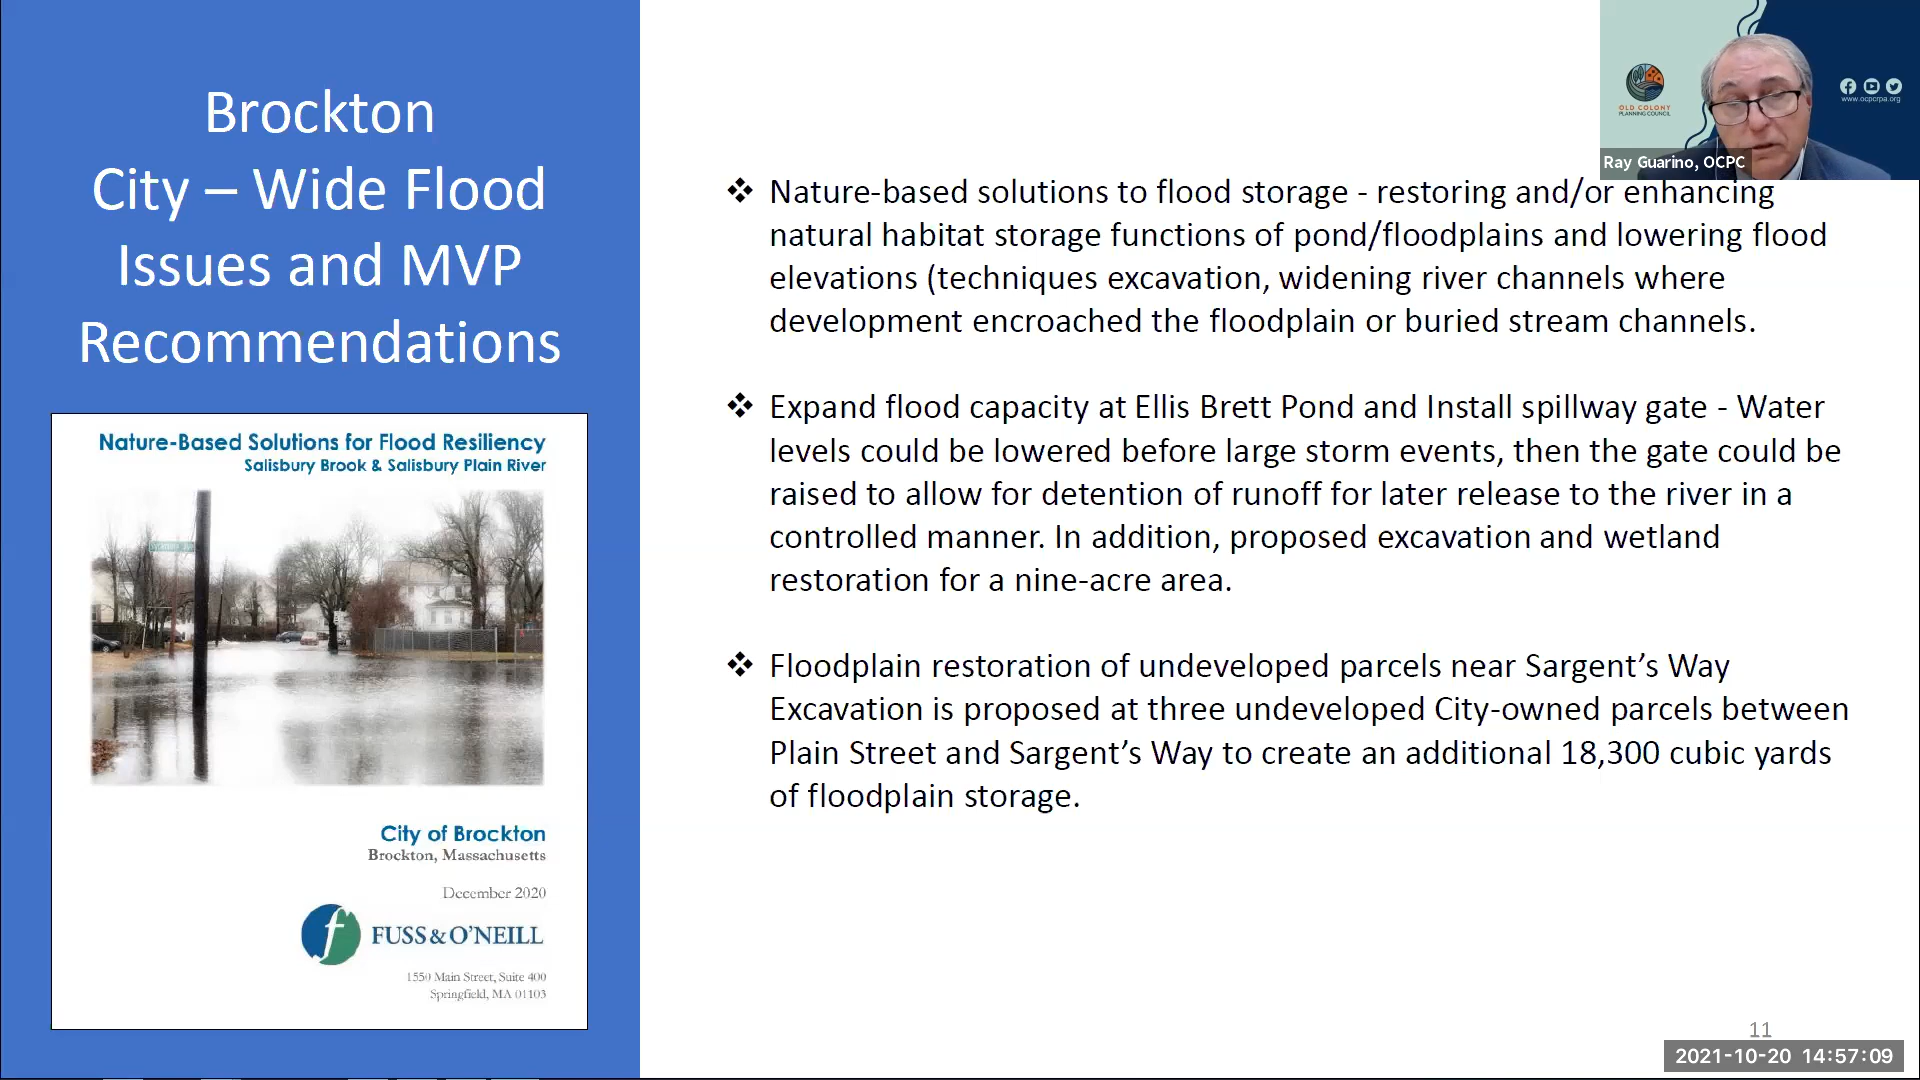 Brockton
City – Wide Flood
Issues and MVP
Recommendations
Nature-Based Solutions for Flood Resiliency
Salisbury Brook & Salisbury Plain River
City of Brockton
Brockton, Massachusetts
December 2020
f
FUSS & O'NEILL
1550 Main Street, Suite 400
Springfield, MA 01103
OLD COLONY
PLANNING COUNCIL
www.ocpcrpa.org
Ray Guarino, OCPC
❖ Nature-based solutions to flood storage - restoring and/or enhancing
natural habitat storage functions of pond/floodplains and lowering flood
elevations (techniques excavation, widening river channels where
development encroached the floodplain or buried stream channels.
❖ Expand flood capacity at Ellis Brett Pond and Install spillway gate - Water
levels could be lowered before large storm events, then the gate could be
raised to allow for detention of runoff for later release to the river in a
controlled manner. In addition, proposed excavation and wetland
restoration for a nine-acre area.
❖ Floodplain restoration of undeveloped parcels near Sargent’s Way
Excavation is proposed at three undeveloped City-owned parcels between
Plain Street and Sargent’s Way to create an additional 18,300 cubic yards
of floodplain storage.
11
2021-10-20 14:57:09